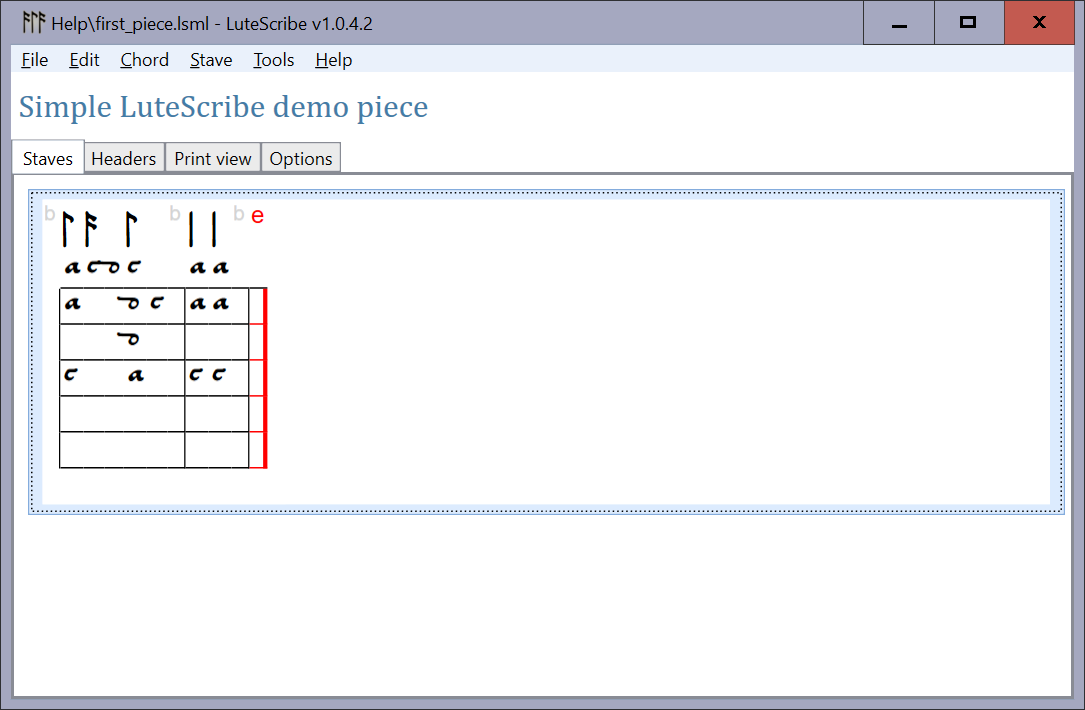 Help\first_piece.lsml - LuteScribe v1.0.4.2
File Edit Chord Stave Tools Help
Simple LuteScribe demo piece
Staves Headers Print view Options
b b b e
a c d c a a
a d c a a
d
c a c c